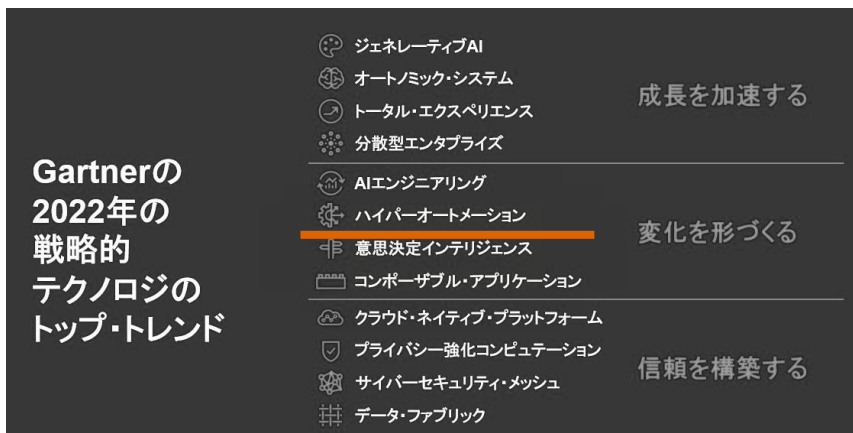 Gartnerの
2022年の
戦略的
テクノロジの
トップ・トレンド
ジェネレーティブAI
オートノミック・システム
トータル・エクスペリエンス
分散型エンタプライズ
成長を加速する
AIエンジニアリング
ハイパーオートメーション
意思決定インテリジェンス
コンポーザブル・アプリケーション
変化を形づくる
クラウド・ネイティブ・プラットフォーム
プライバシー強化コンピュテーション
サイバーセキュリティ・メッシュ
データ・ファブリック
信頼を構築する